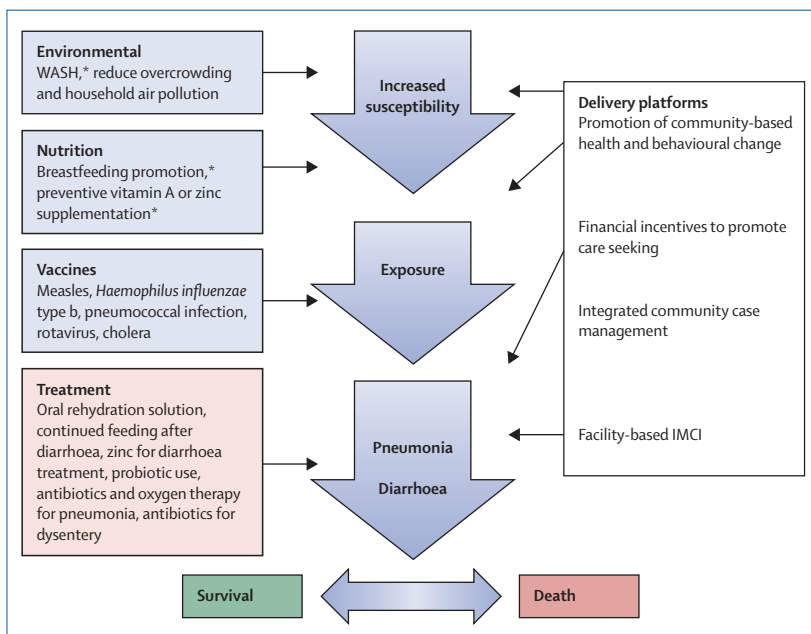 Environmental
WASH,* reduce overcrowding
and household air pollution
Nutrition
Breastfeeding promotion,*
preventive vitamin A or zinc
supplementation*
Vaccines
Measles, Haemophilus influenzae
type b, pneumococcal infection,
rotavirus, cholera
Treatment
Oral rehydration solution,
continued feeding after
diarrhoea, zinc for diarrhoea
treatment, probiotic use,
antibiotics and oxygen therapy
for pneumonia, antibiotics for
dysentery
Increased
susceptibility
Exposure
Pneumonia
Diarrhoea
Delivery platforms
Promotion of community-based
health and behavioural change
Financial incentives to promote
care seeking
Integrated community case
management
Facility-based IMCI
Survival
Death